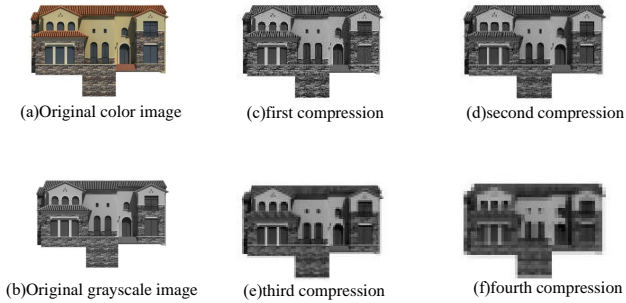 (a)Original color image
(c)first compression
(d)second compression
(b)Original grayscale image
(e)third compression
(f)fourth compression